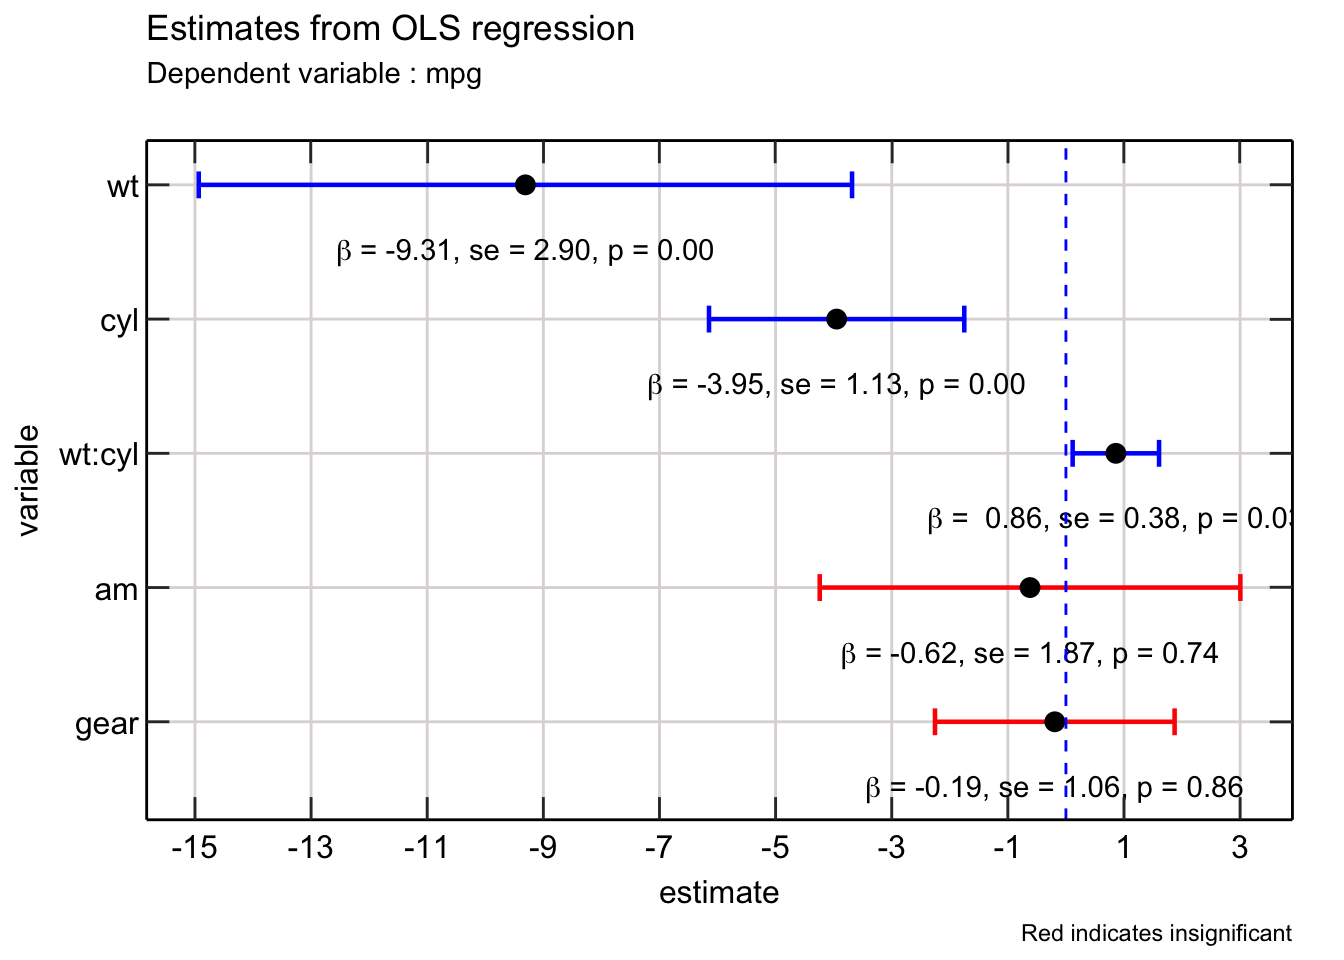 Estimates from OLS regression
Dependent variable : mpg
wt
β = -9.31, se = 2.90, p = 0.00
cyl
β = -3.95, se = 1.13, p = 0.00
wt:cyl
β =  0.86, se = 0.38, p = 0.03
am
β = -0.62, se = 1.87, p = 0.74
gear
β = -0.19, se = 1.06, p = 0.86
variable
-15 -13 -11 -9 -7 -5 -3 -1 1 3
estimate
Red indicates insignificant